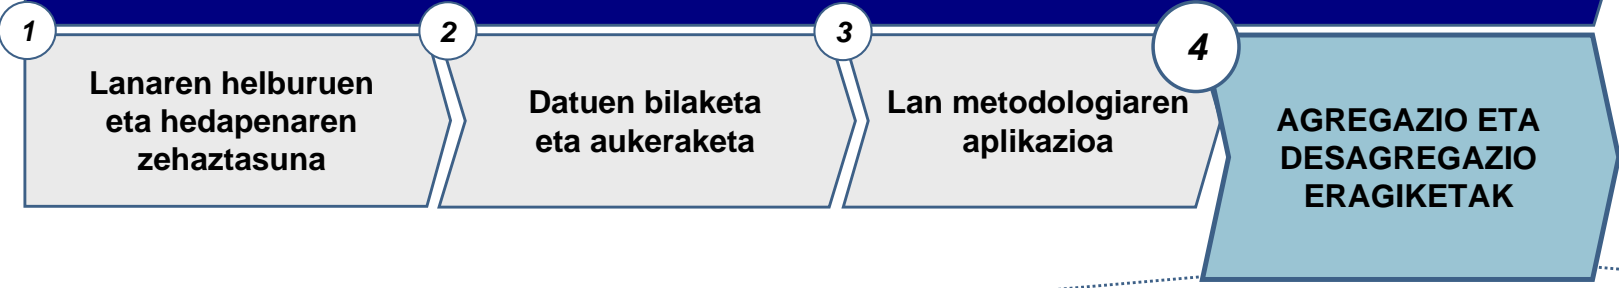 1
Lanaren helburuen
eta hedapenaren
zehaztasuna
2
Datuen bilaketa
eta aukeraketa
3
Lan metodologiaren
aplikazioa
4
AGREGAZIO ETA
DESAGREGAZIO
ERAGIKETAK